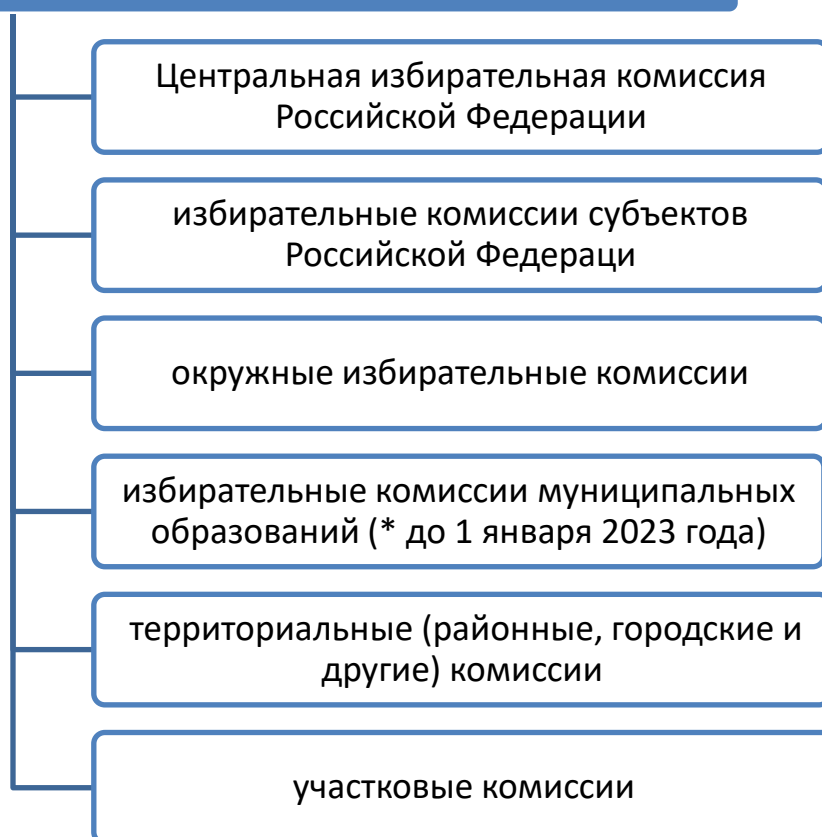 Центральная избирательная комиссия
Российской Федерации
избирательные комиссии субъектов
Российской Федераци
окружные избирательные комиссии
избирательные комиссии муниципальных
образований (* до 1 января 2023 года)
территориальные (районные, городские и
другие) комиссии
участковые комиссии